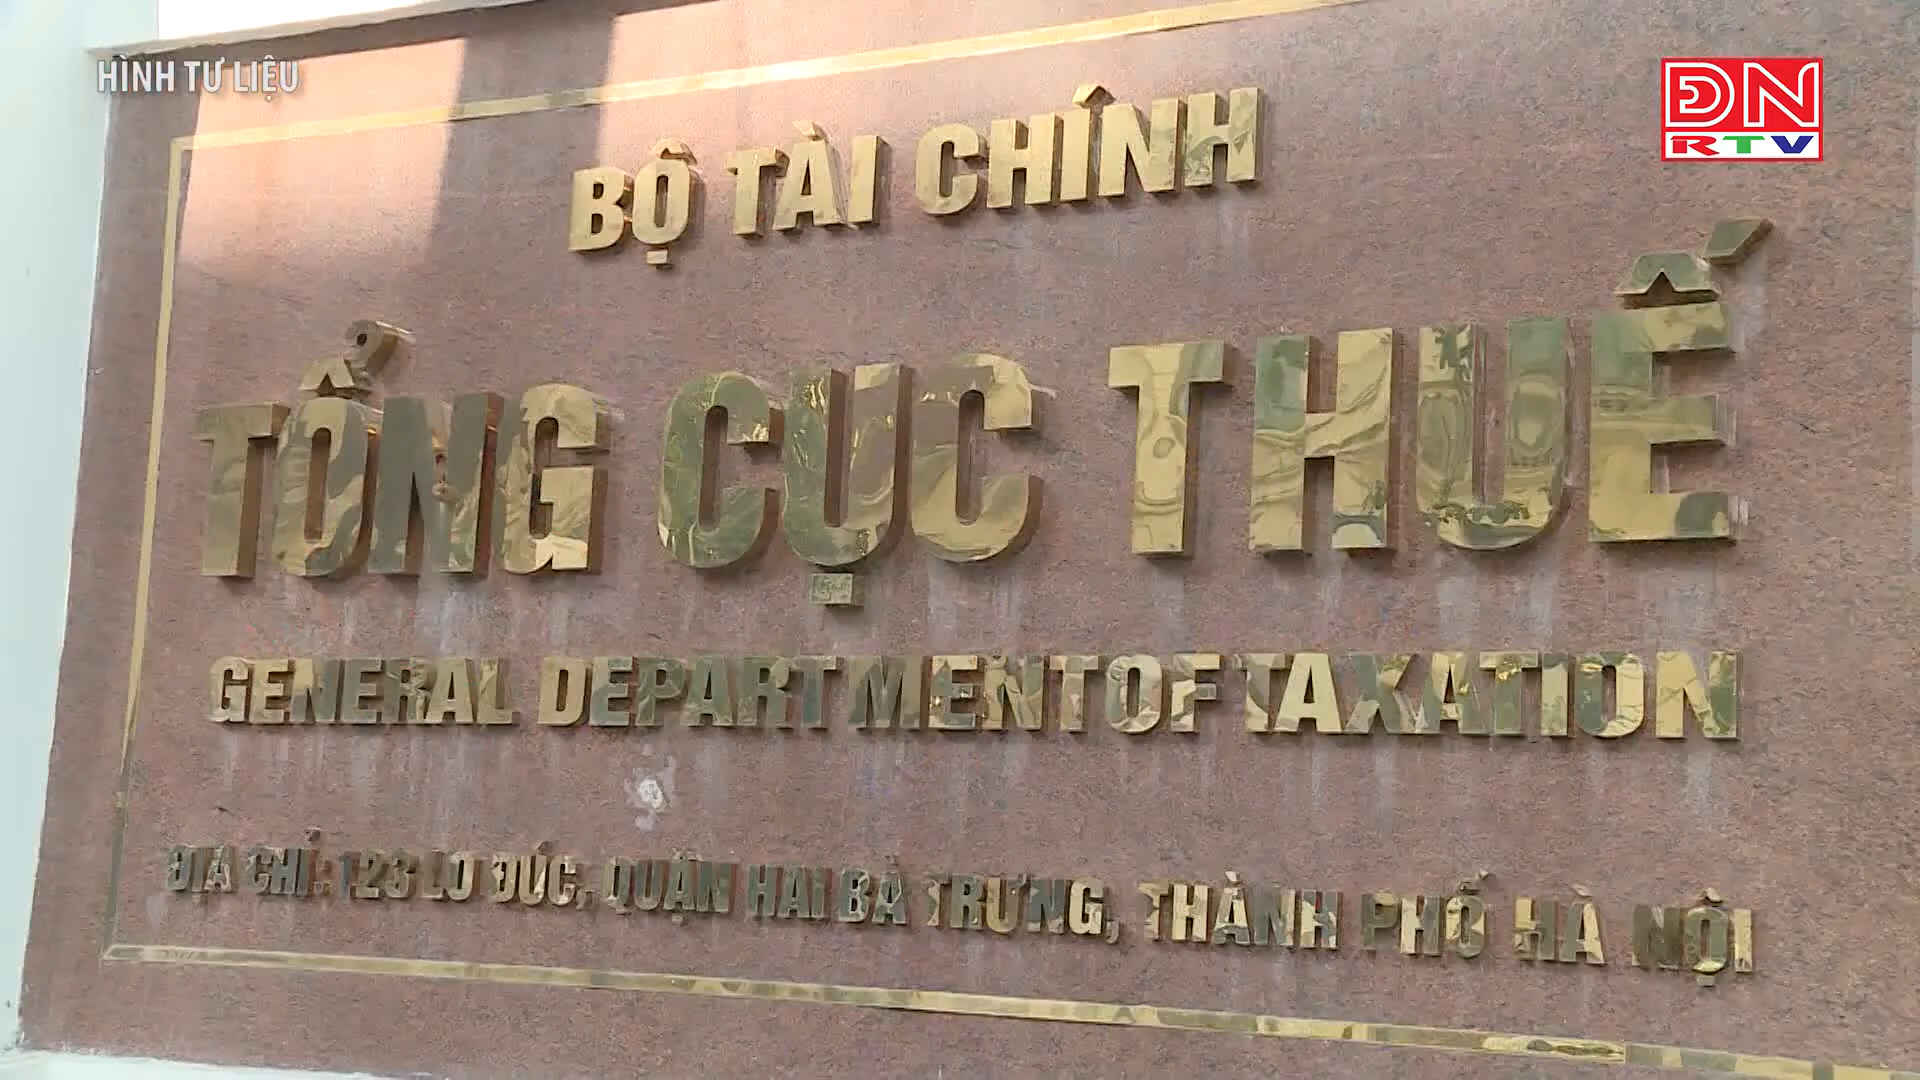 HÌNH TƯ LIỆU
ĐN
RTV
BỘ TÀI CHÍNH
TỔNG CỤC THUẾ
GENERAL DEPARTMENT OF TAXATION
ĐỊA CHỈ: 123 LO ĐÚC, QUẬN HAI BÀ TRƯNG, THÀNH PHỐ HÀ NỘI